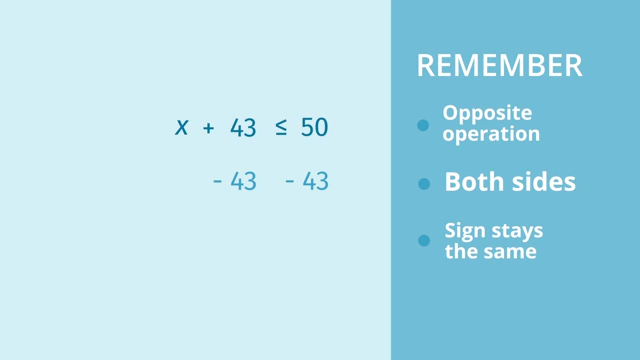 x + 43 ≤ 50
- 43 - 43
REMEMBER
Opposite
operation
Both sides
Sign stays
the same